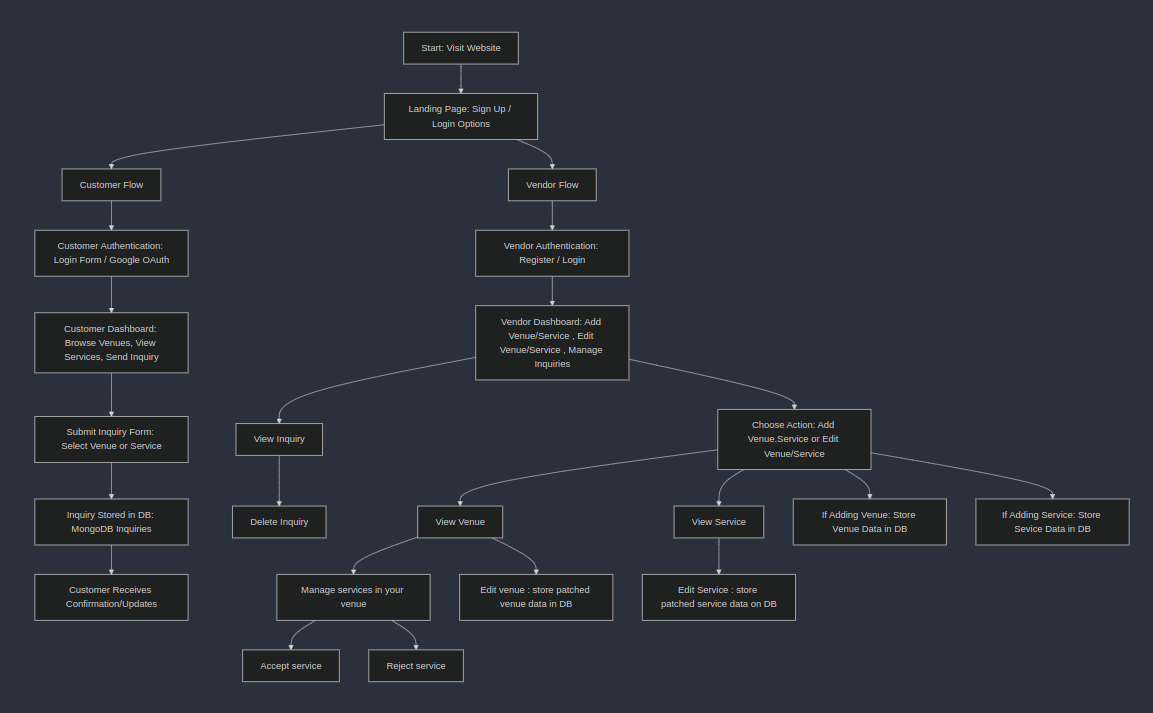 Start: Visit Website
Landing Page: Sign Up /
Login Options
Customer Flow
Vendor Flow
Customer Authentication:
Login Form / Google OAuth
Vendor Authentication:
Register / Login
Customer Dashboard:
Browse Venues, View
Services, Send Inquiry
Vendor Dashboard: Add
Venue/Service , Edit
Venue/Service , Manage
Inquiries
Submit Inquiry Form:
Select Venue or Service
View Inquiry
Choose Action: Add
Venue.Service or Edit
Venue/Service
Inquiry Stored in DB:
MongoDB Inquiries
Delete Inquiry
View Venue
View Service
If Adding Venue: Store
Venue Data in DB
If Adding Service: Store
Sevice Data in DB
Customer Receives
Confirmation/Updates
Manage services in your
venue
Edit venue : store patched
venue data in DB
Edit Service : store
patched service data on DB
Accept service
Reject service